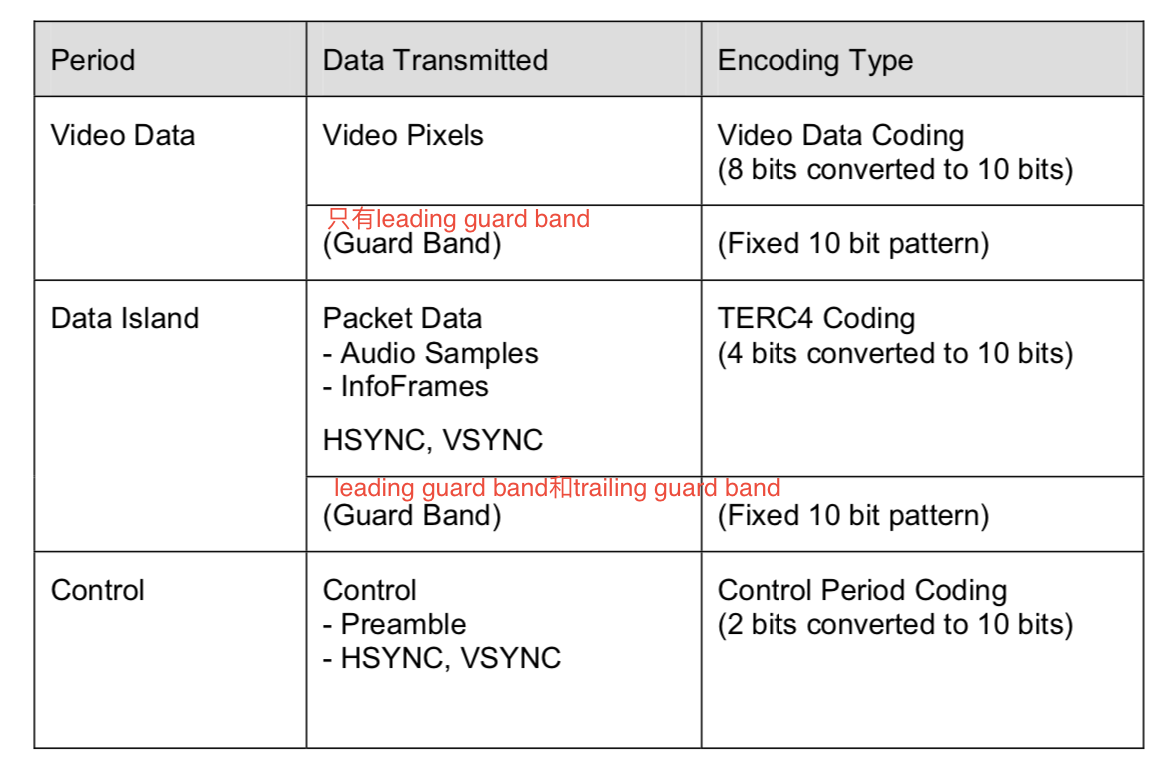 Period Data Transmitted Encoding Type
Video Data Video Pixels Video Data Coding
(8 bits converted to 10 bits)
只有leading guard band
(Guard Band) (Fixed 10 bit pattern)
Data Island Packet Data TERC4 Coding
- Audio Samples (4 bits converted to 10 bits)
- InfoFrames
HSYNC, VSYNC
leading guard band和trailing guard band
(Guard Band) (Fixed 10 bit pattern)
Control Control Control Period Coding
- Preamble (2 bits converted to 10 bits)
- HSYNC, VSYNC